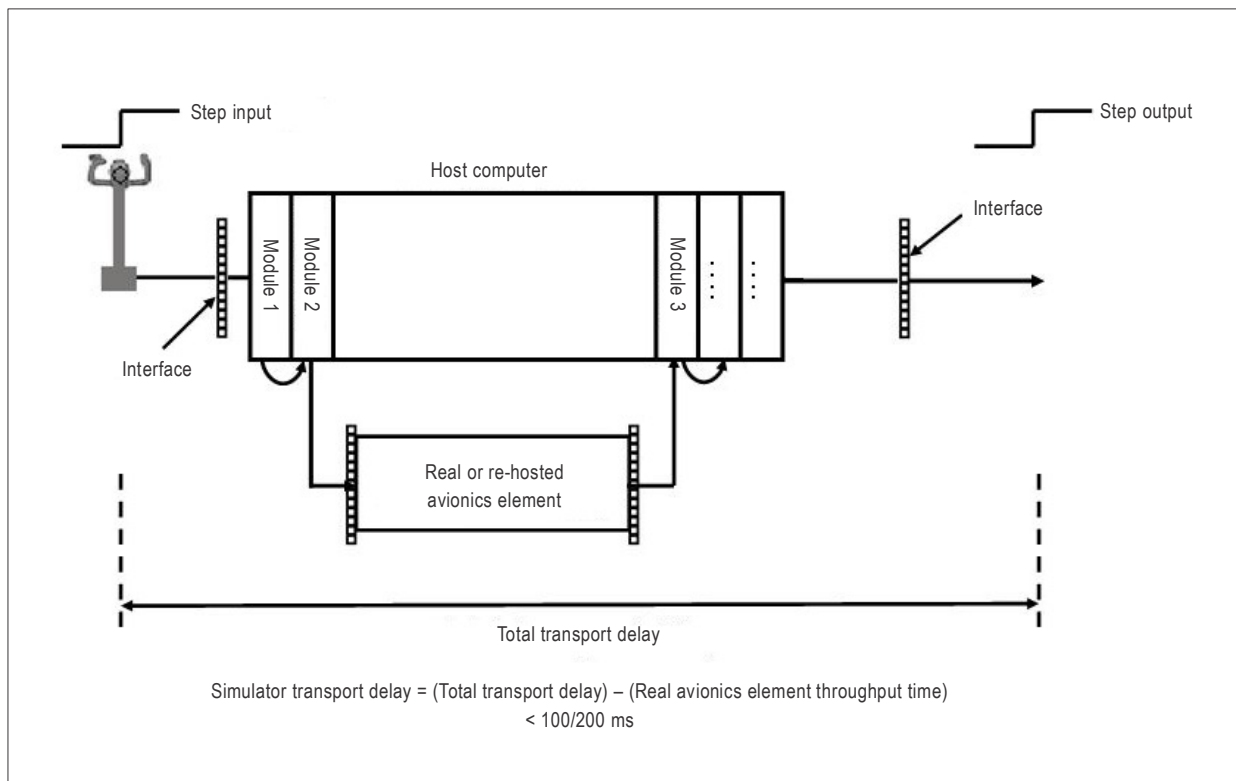 Step input
Step output
Host computer
Interface
Module 1
Module 2
Module 3
....
....
Interface
Real or re-hosted
avionics element
Total transport delay
Simulator transport delay = (Total transport delay) – (Real avionics element throughput time)
< 100/200 ms